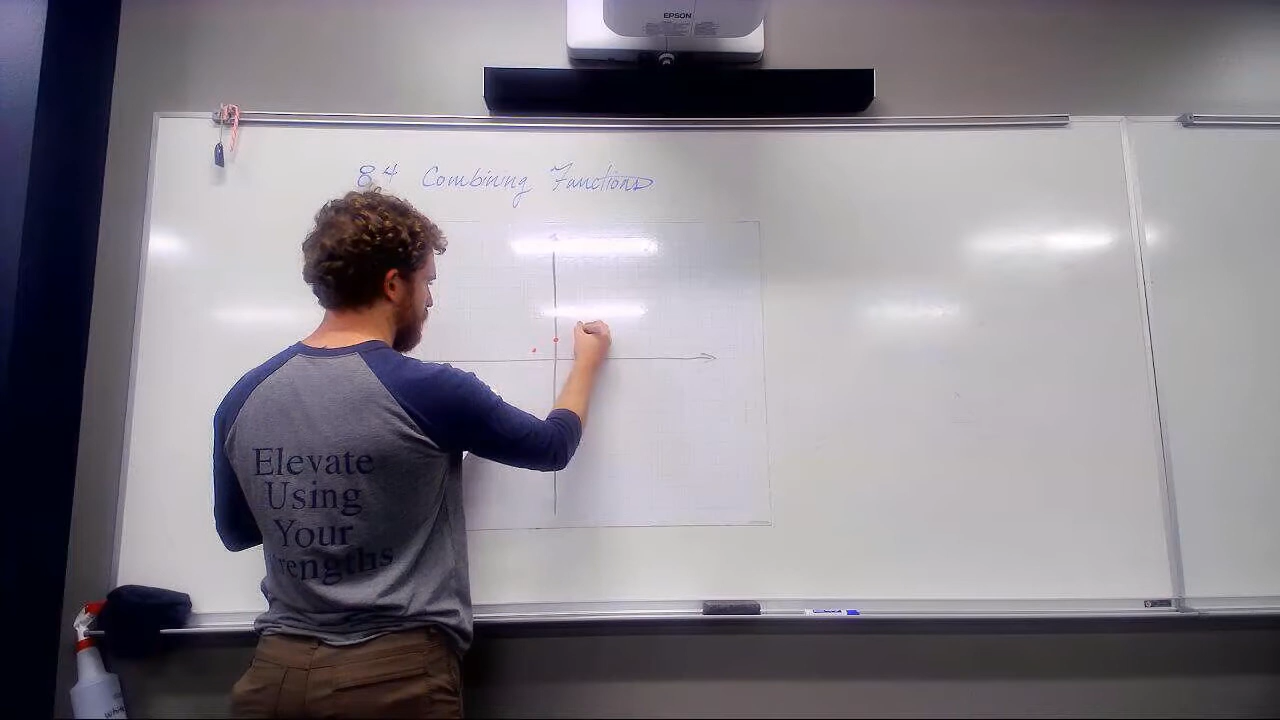 EPSON
8.4 Combining Functions
Elevate
Using
Your
Strengths